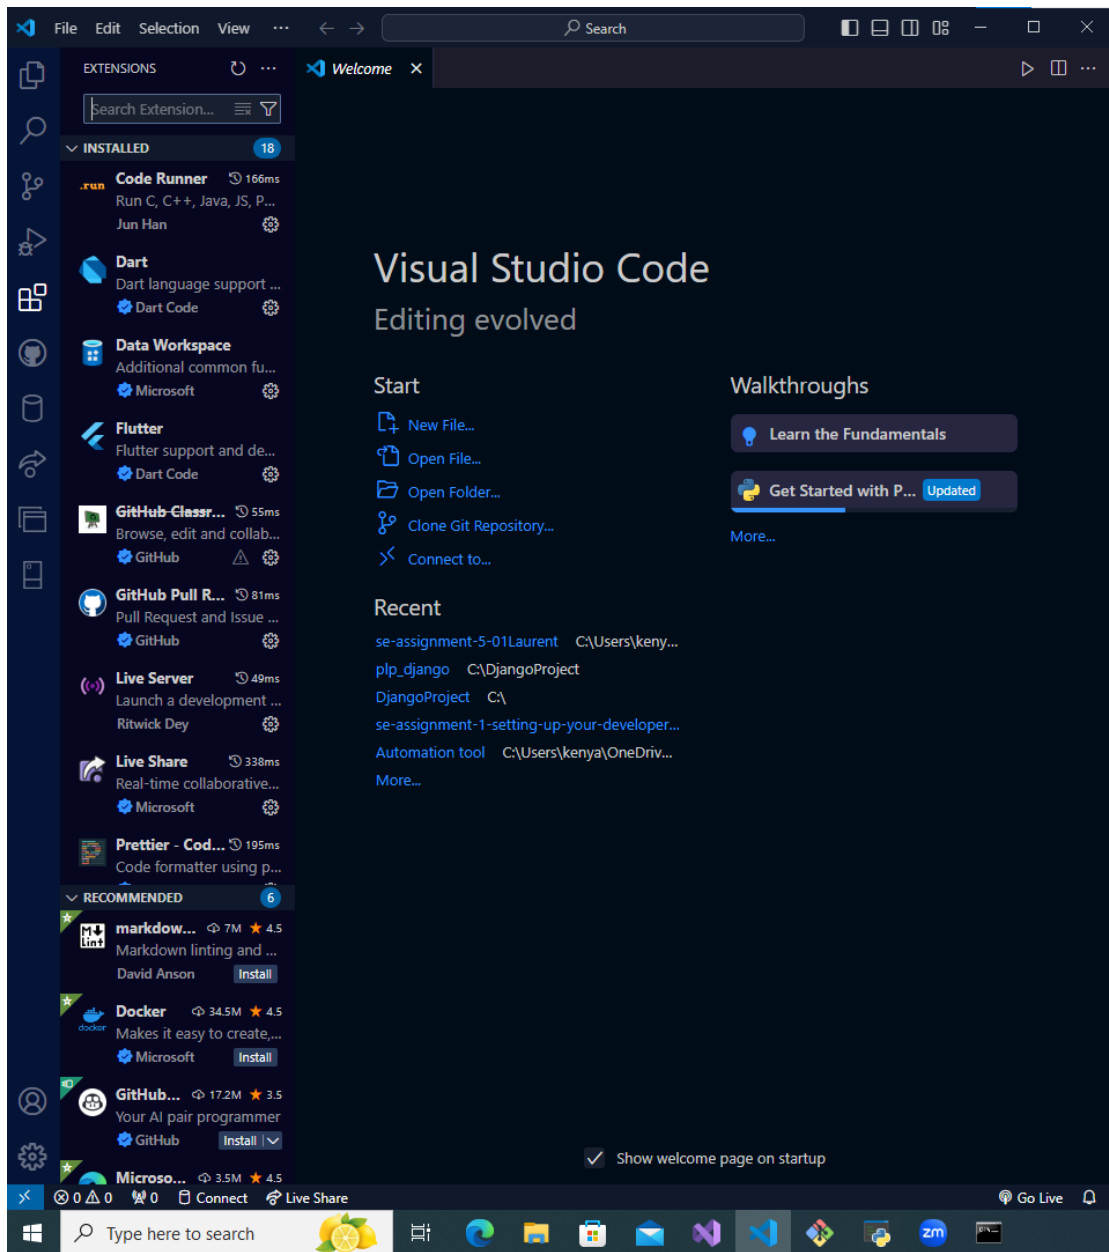 File Edit Selection View ··· Search
EXTENSIONS
Welcome
Search Extension...
INSTALLED 18
.run
Code Runner 166ms
Run C, C++, Java, JS, P...
Jun Han
Dart
Dart language support ...
Dart Code
Data Workspace
Additional common fu...
Microsoft
Flutter
Flutter support and de...
Dart Code
GitHub Classr... 55ms
Browse, edit and collab...
GitHub
GitHub Pull R... 81ms
Pull Request and Issue ...
GitHub
Live Server 49ms
Launch a development ...
Ritwick Dey
Live Share 338ms
Real-time collaborative...
Microsoft
Prettier - Cod... 195ms
Code formatter using p...
RECOMMENDED 6
M↓
Lint
markdow... 7M ★ 4.5
Markdown linting and ...
David Anson Install
docker
Docker 34.5M ★ 4.5
Makes it easy to create,...
Microsoft Install
GitHub... 17.2M ★ 3.5
Your AI pair programmer
GitHub Install
Microso... 3.5M ★ 4.5
Visual Studio Code
Editing evolved
Start
New File...
Open File...
Open Folder...
Clone Git Repository...
Connect to...
Recent
se-assignment-5-01Laurent C:\Users\keny...
plp_django C:\DjangoProject
DjangoProject C:\
se-assignment-1-setting-up-your-developer...
Automation tool C:\Users\kenya\OneDriv...
More...
Walkthroughs
Learn the Fundamentals
Get Started with P... Updated
More...
Show welcome page on startup
0 0 0 Connect Live Share Go Live
Type here to search
zm